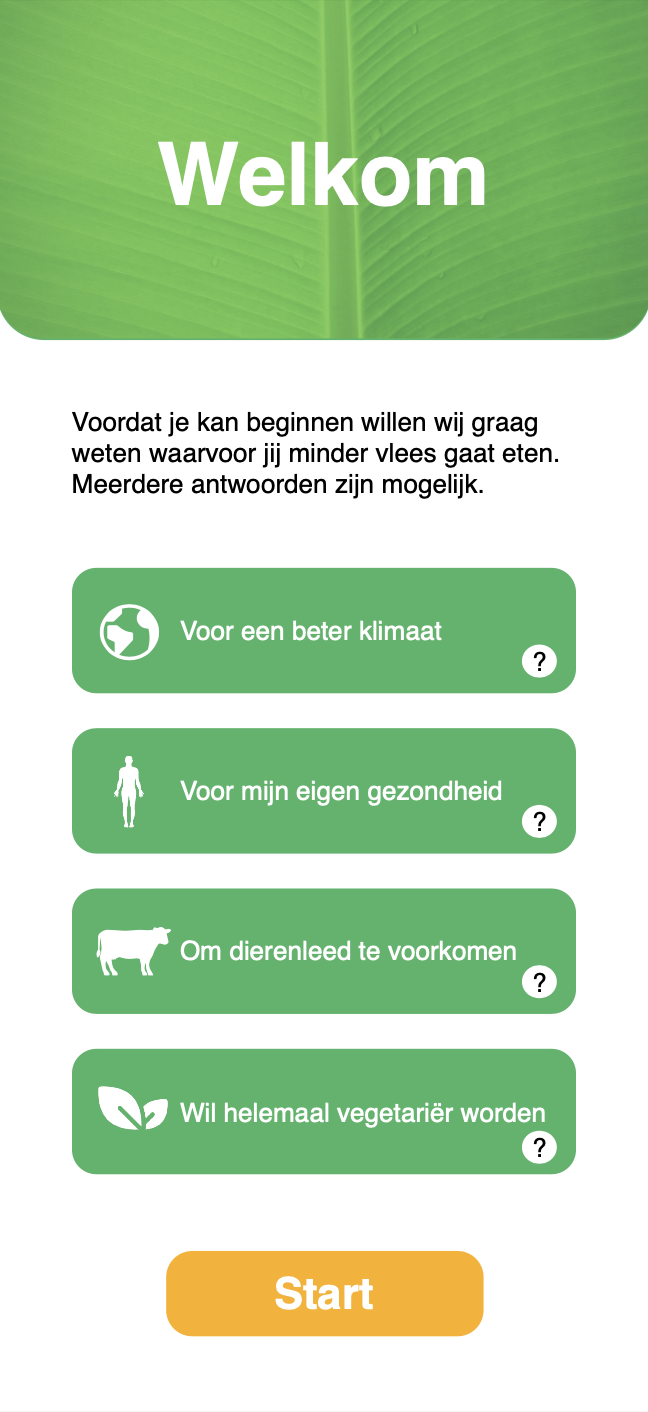 Welkom
Voordat je kan beginnen willen wij graag
weten waarvoor jij minder vlees gaat eten.
Meerdere antwoorden zijn mogelijk.
Voor een beter klimaat
?
Voor mijn eigen gezondheid
?
Om dierenleed te voorkomen
?
Wil helemaal vegetariër worden
?
Start